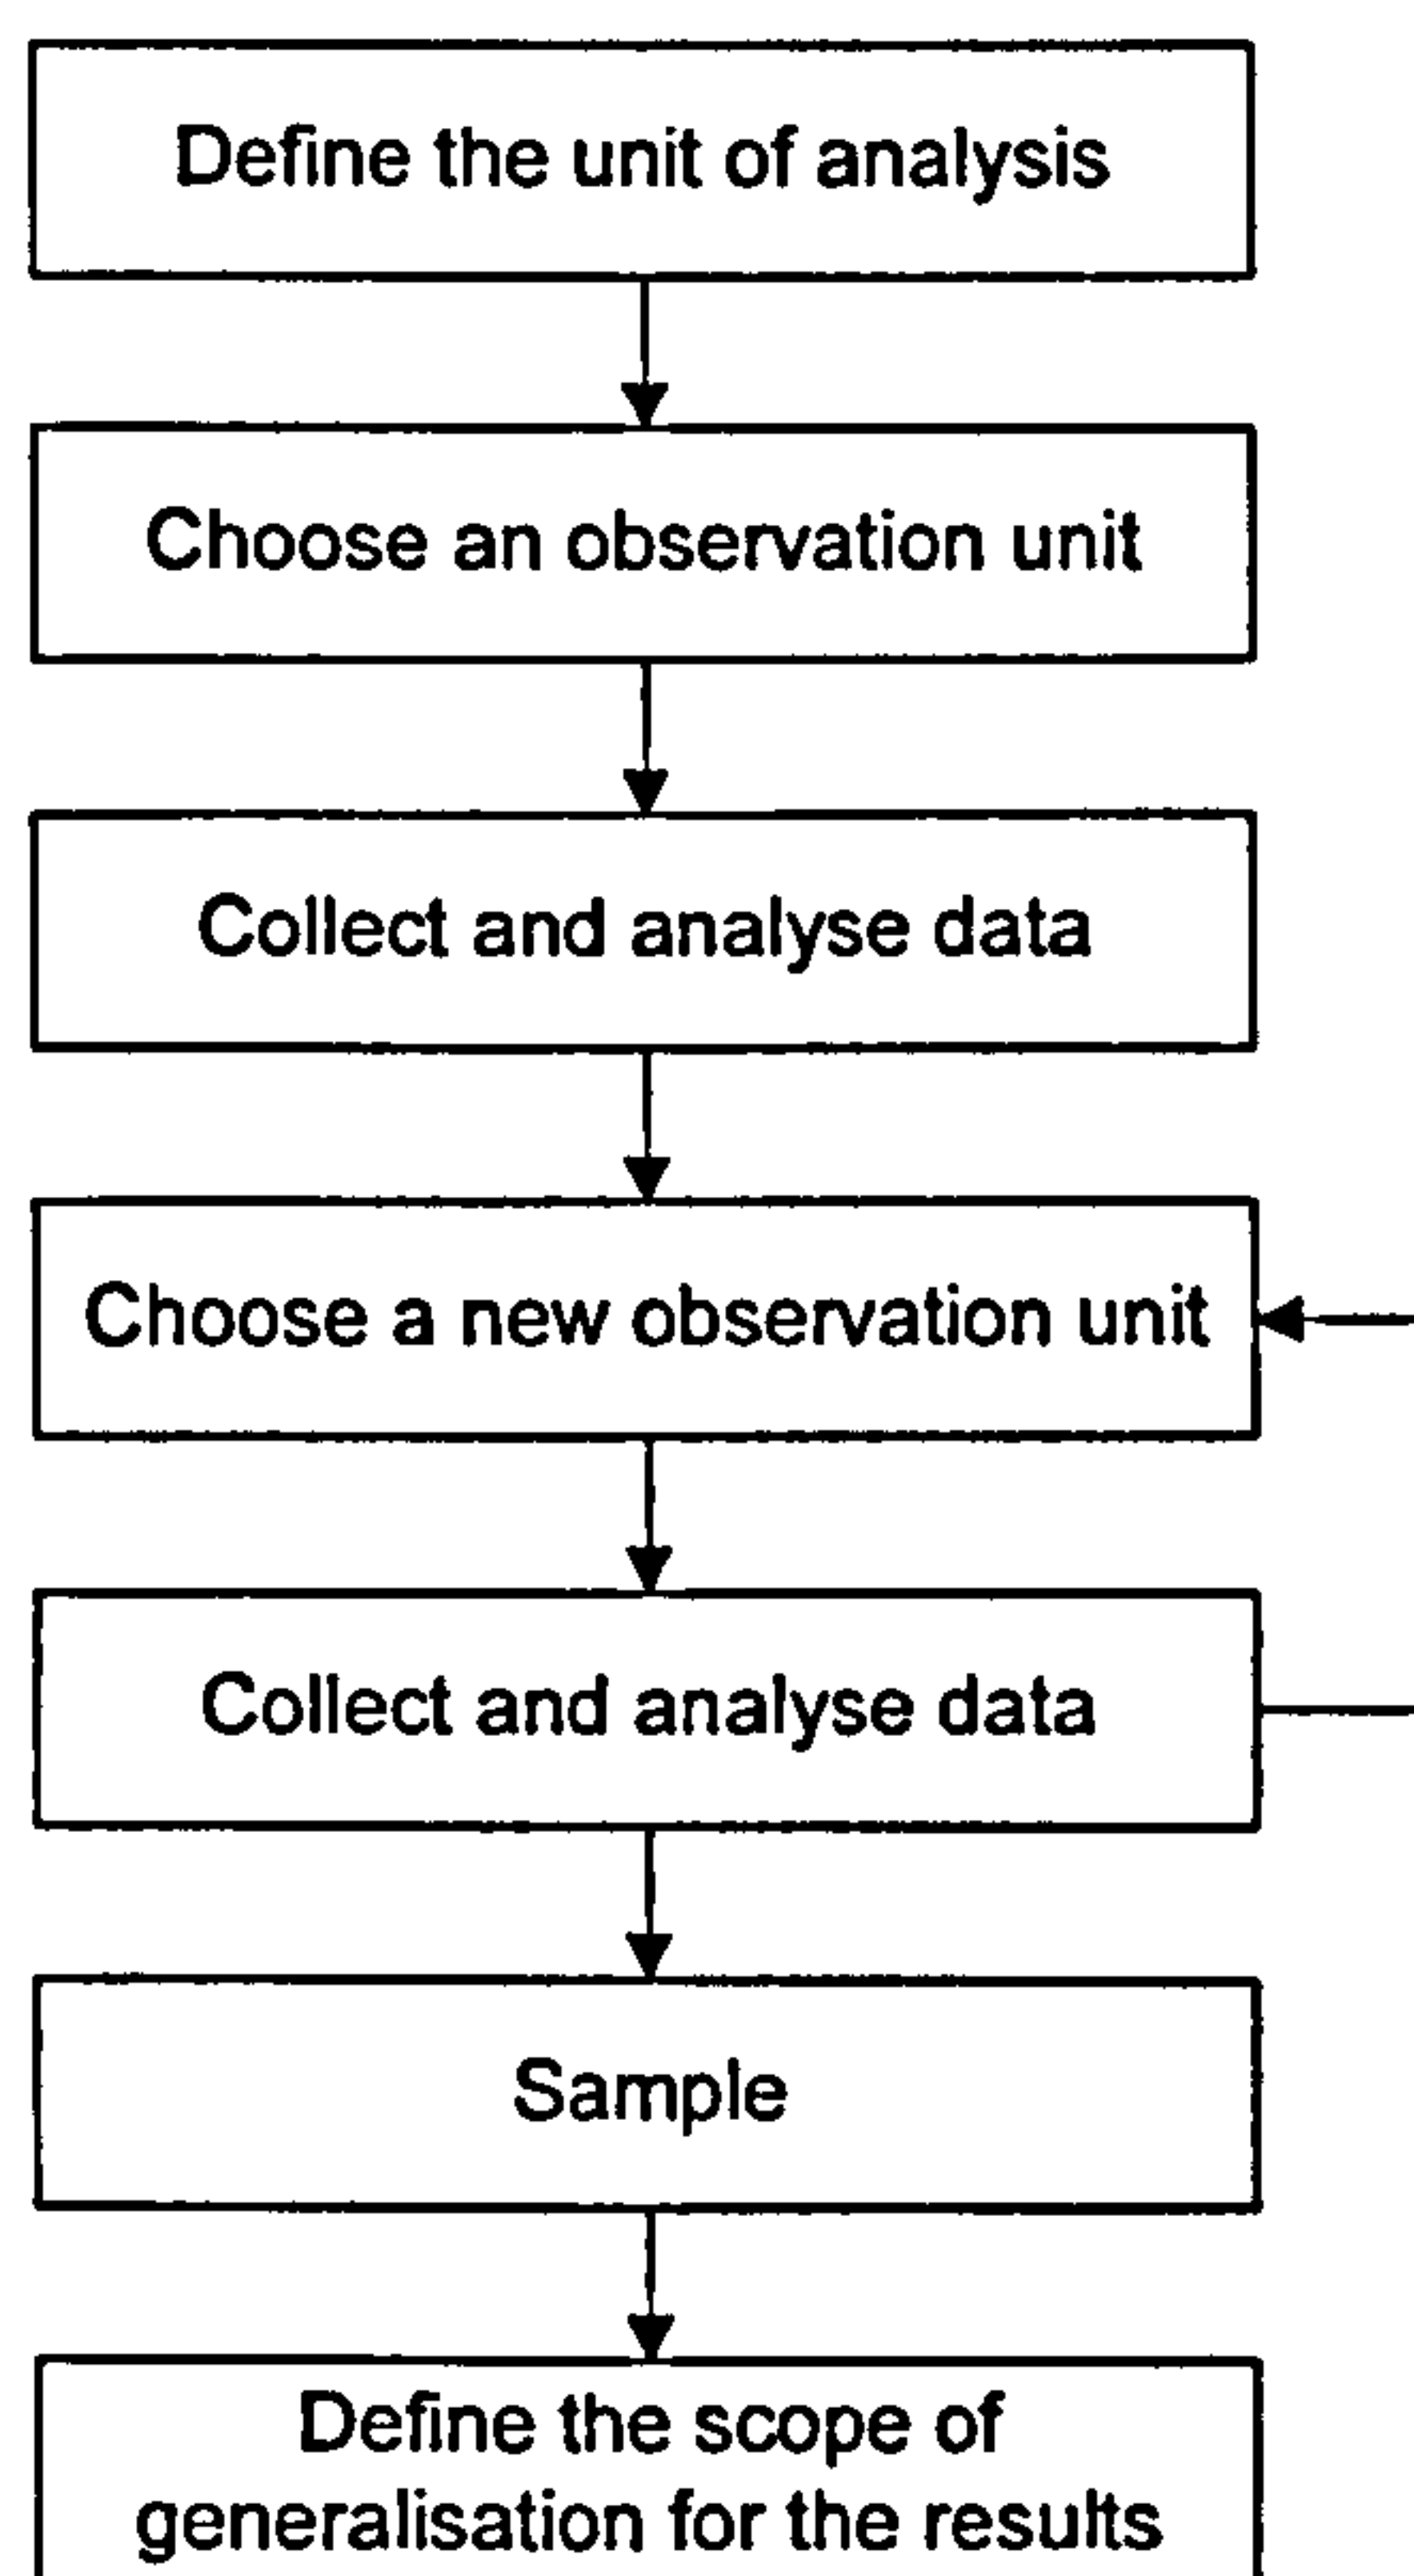 Define the unit of analysis
Choose an observation unit
Collect and analyse data
Choose a new observation unit
Collect and analyse data
Sample
Define the scope of
generalisation for the results